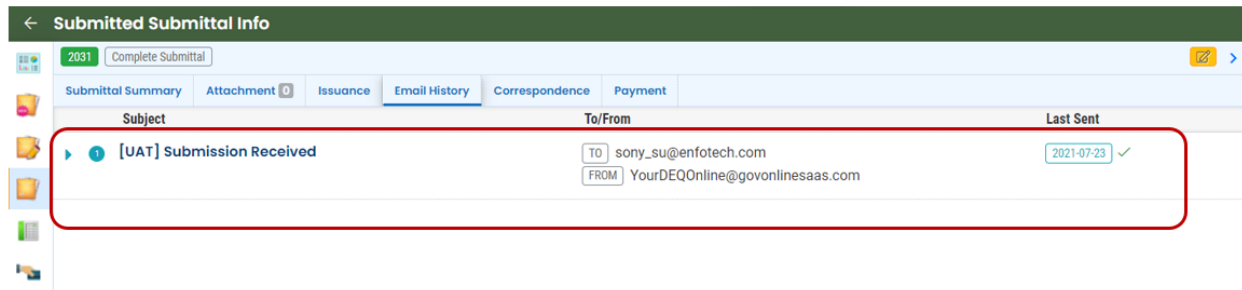 Submitted Submittal Info
2031 Complete Submittal
Submittal Summary Attachment 0 Issuance Email History Correspondence Payment
Subject To/From Last Sent
1 [UAT] Submission Received TO sony_su@enfotech.com 2021-07-23
FROM YourDEQOnline@govonlinesaas.com